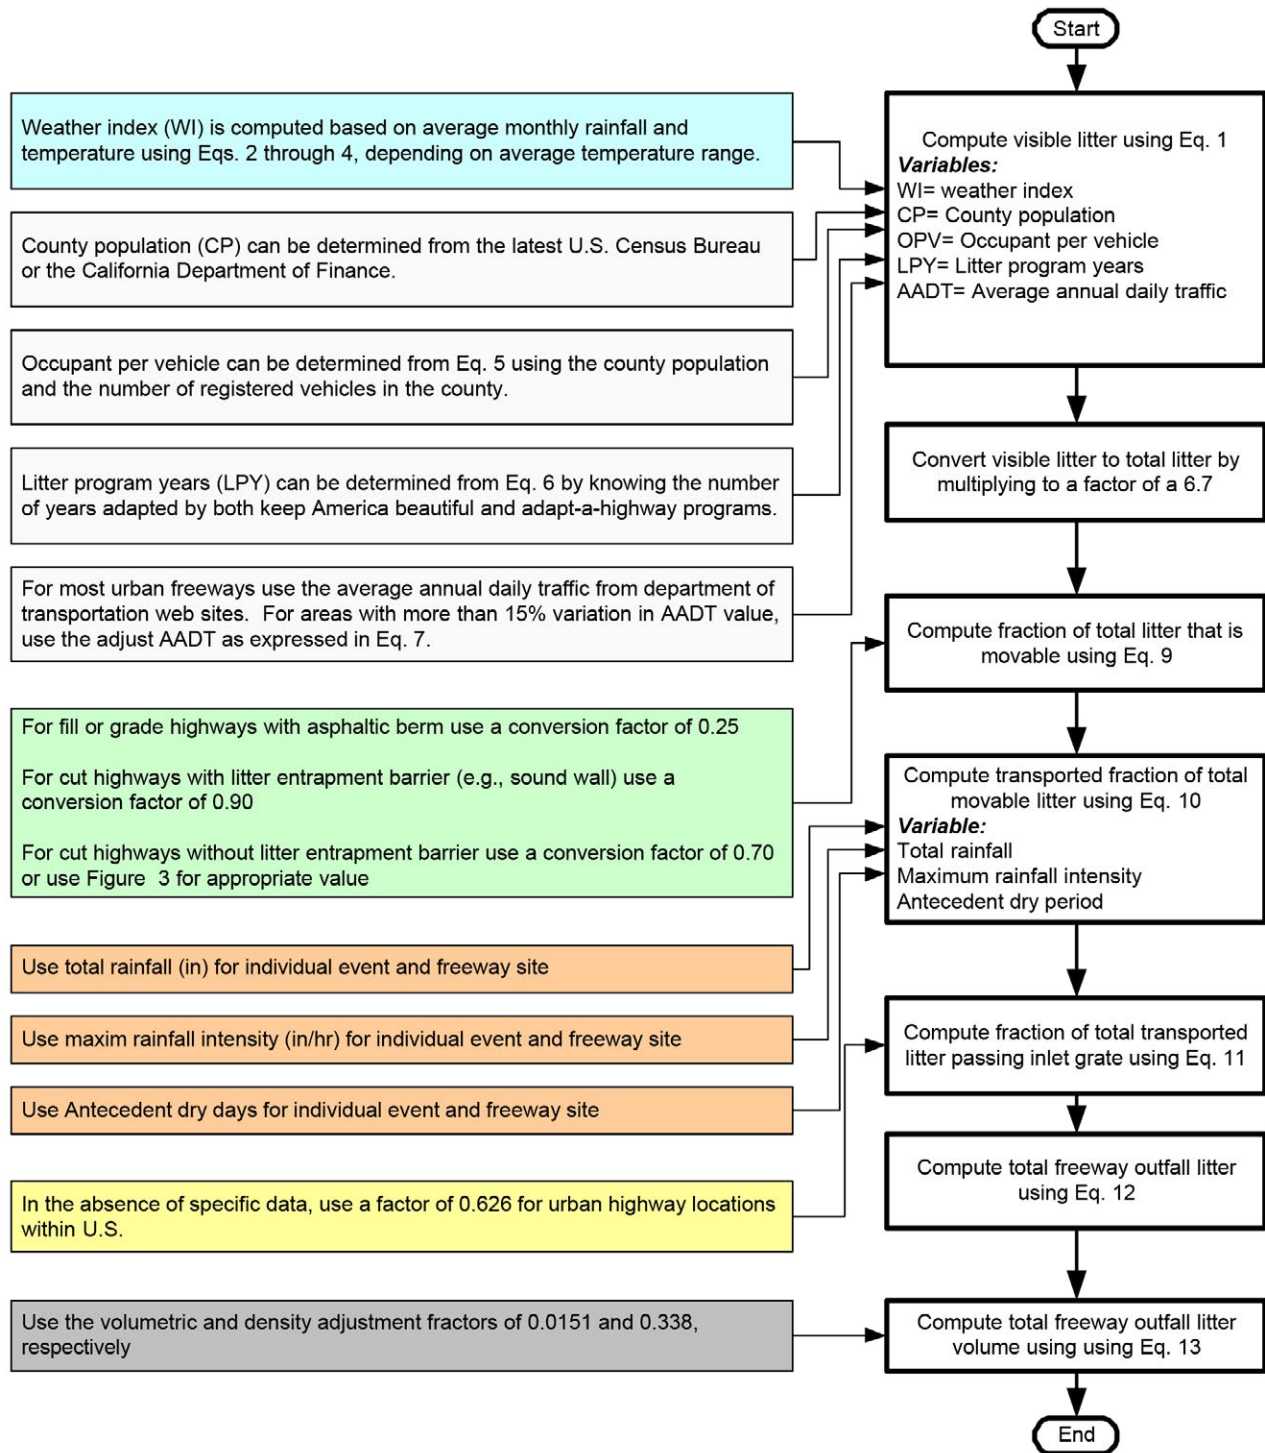 Start
Weather index (WI) is computed based on average monthly rainfall and
temperature using Eqs. 2 through 4, depending on average temperature range.
County population (CP) can be determined from the latest U.S. Census Bureau
or the California Department of Finance.
Occupant per vehicle can be determined from Eq. 5 using the county population
and the number of registered vehicles in the county.
Litter program years (LPY) can be determined from Eq. 6 by knowing the number
of years adapted by both keep America beautiful and adapt-a-highway programs.
For most urban freeways use the average annual daily traffic from department of
transportation web sites.  For areas with more than 15% variation in AADT value,
use the adjust AADT as expressed in Eq. 7.
For fill or grade highways with asphaltic berm use a conversion factor of 0.25
For cut highways with litter entrapment barrier (e.g., sound wall) use a
conversion factor of 0.90
For cut highways without litter entrapment barrier use a conversion factor of 0.70
or use Figure  3 for appropriate value
Use total rainfall (in) for individual event and freeway site
Use maxim rainfall intensity (in/hr) for individual event and freeway site
Use Antecedent dry days for individual event and freeway site
In the absence of specific data, use a factor of 0.626 for urban highway locations
within U.S.
Use the volumetric and density adjustment fractors of 0.0151 and 0.338,
respectively
Compute visible litter using Eq. 1
Variables:
WI= weather index
CP= County population
OPV= Occupant per vehicle
LPY= Litter program years
AADT= Average annual daily traffic
Convert visible litter to total litter by
multiplying to a factor of a 6.7
Compute fraction of total litter that is
movable using Eq. 9
Compute transported fraction of total
movable litter using Eq. 10
Variable:
Total rainfall
Maximum rainfall intensity
Antecedent dry period
Compute fraction of total transported
litter passing inlet grate using Eq. 11
Compute total freeway outfall litter
using Eq. 12
Compute total freeway outfall litter
volume using using Eq. 13
End